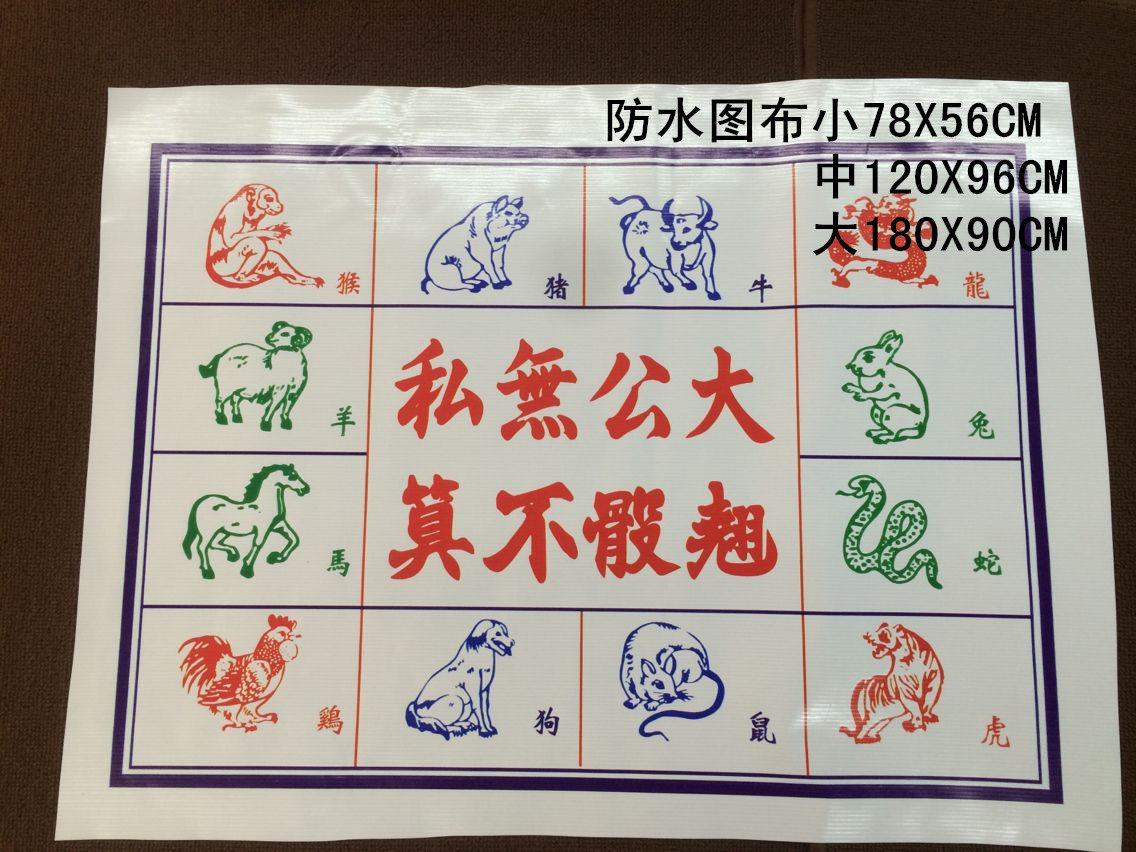 防水图布小78X56CM
中120X96CM
大180X90CM
猴
猪
牛
龍
大公無私
羊
兔
翘骰不算
馬
蛇
鷄
狗
鼠
虎